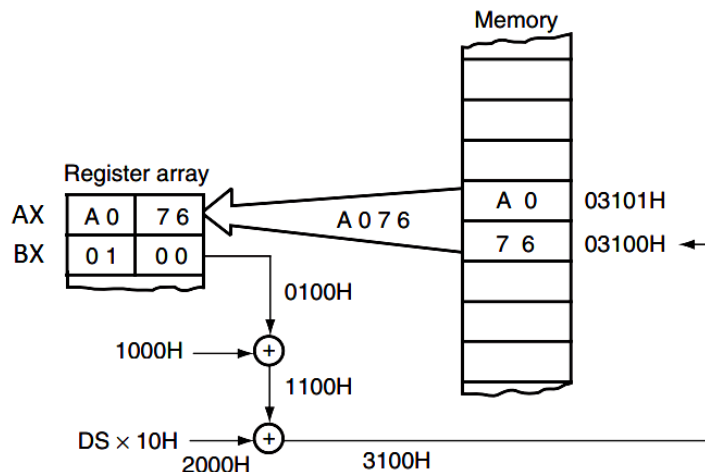 Memory
Register array
AX A 0 7 6
BX 0 1 0 0
A 0 7 6
A 0 03101H
7 6 03100H
0100H
1000H +
1100H
DS × 10H +
2000H 3100H